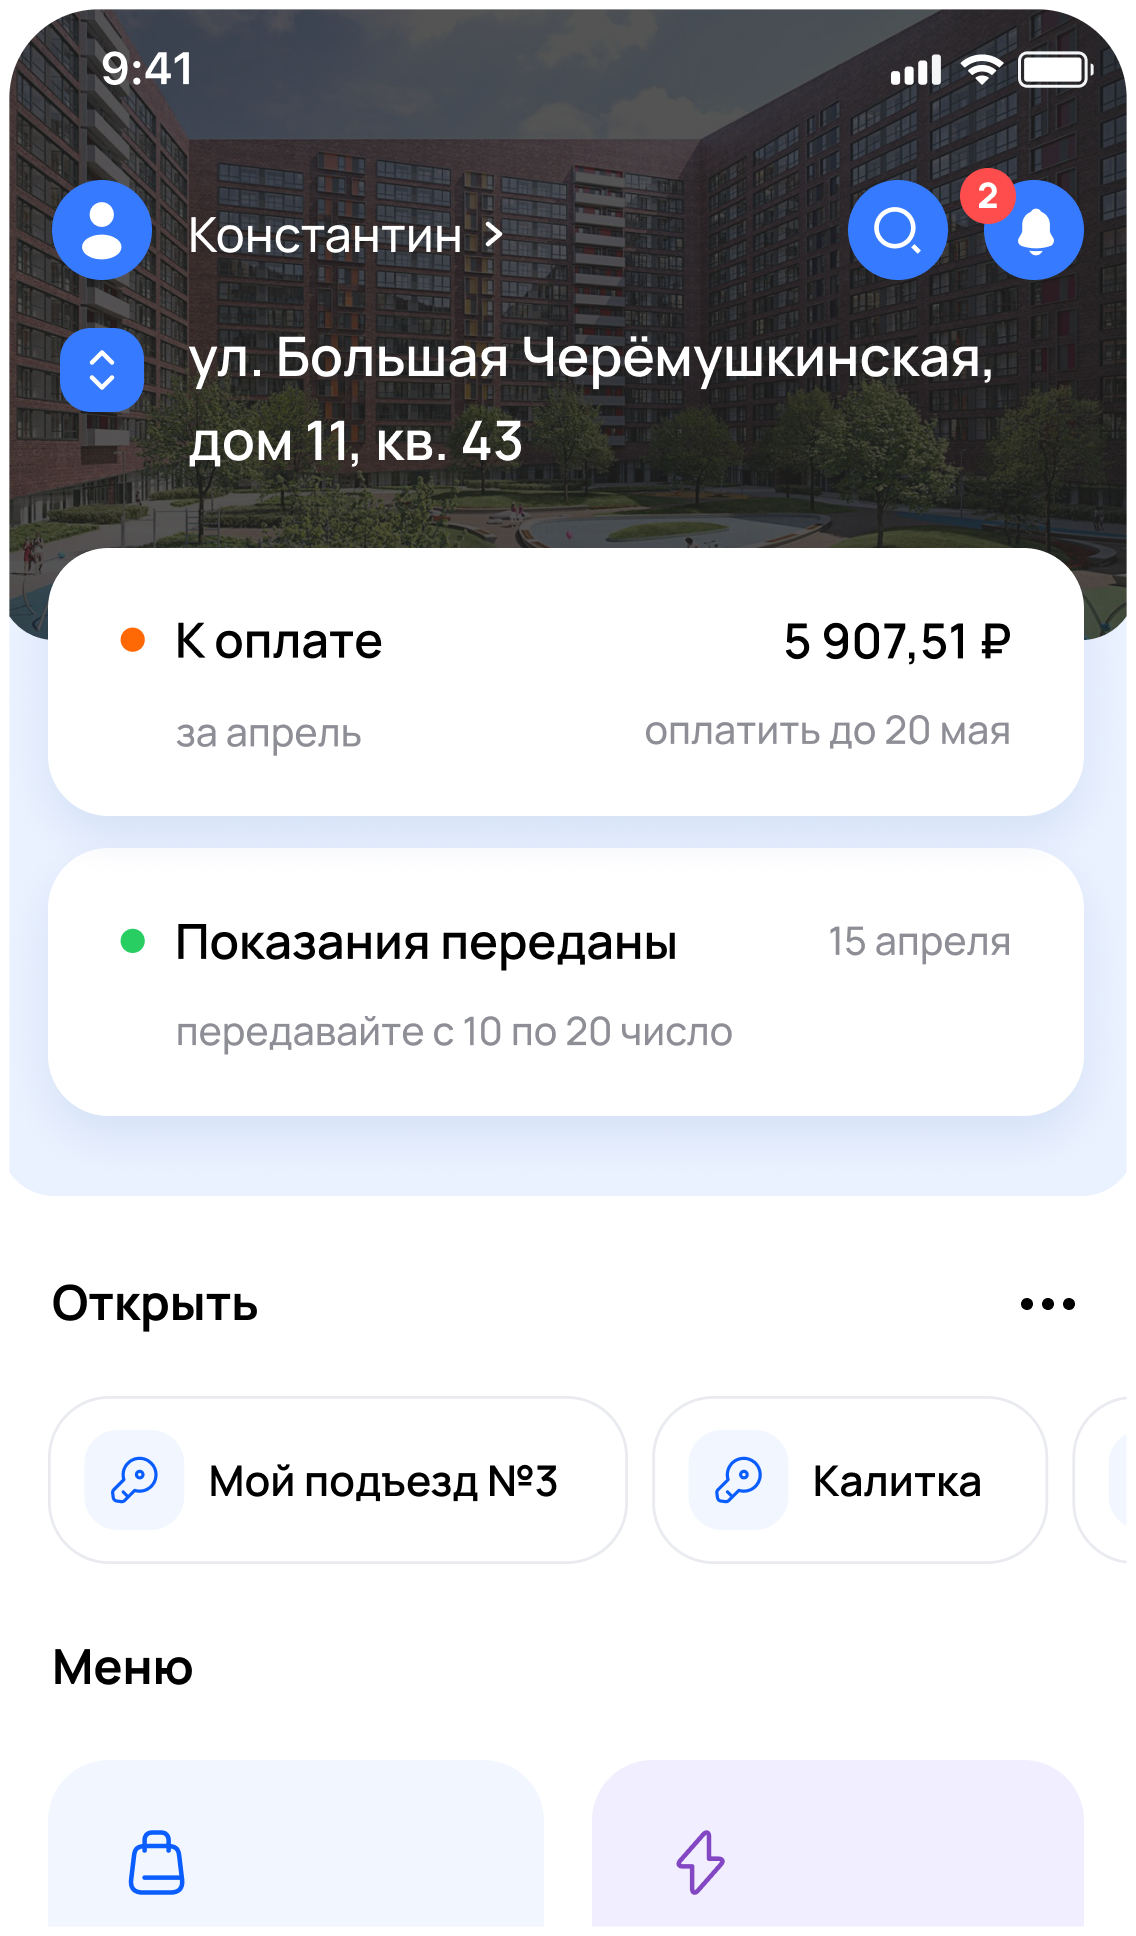 9:41
Константин
2
ул. Большая Черёмушкинская,
дом 11, кв. 43
К оплате 5 907,51 ₽
за апрель оплатить до 20 мая
Показания переданы 15 апреля
передавайте с 10 по 20 число
Открыть
Мой подъезд №3 Калитка
Меню